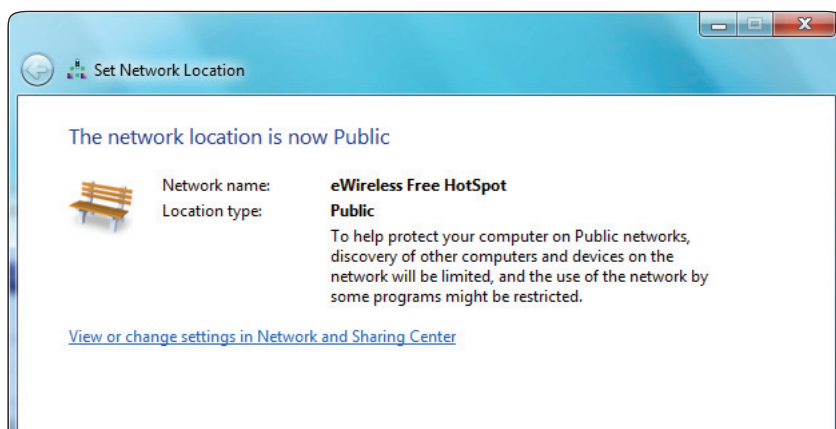 Set Network Location
The network location is now Public
Network name: eWireless Free HotSpot
Location type: Public
To help protect your computer on Public networks,
discovery of other computers and devices on the
network will be limited, and the use of the network by
some programs might be restricted.
View or change settings in Network and Sharing Center